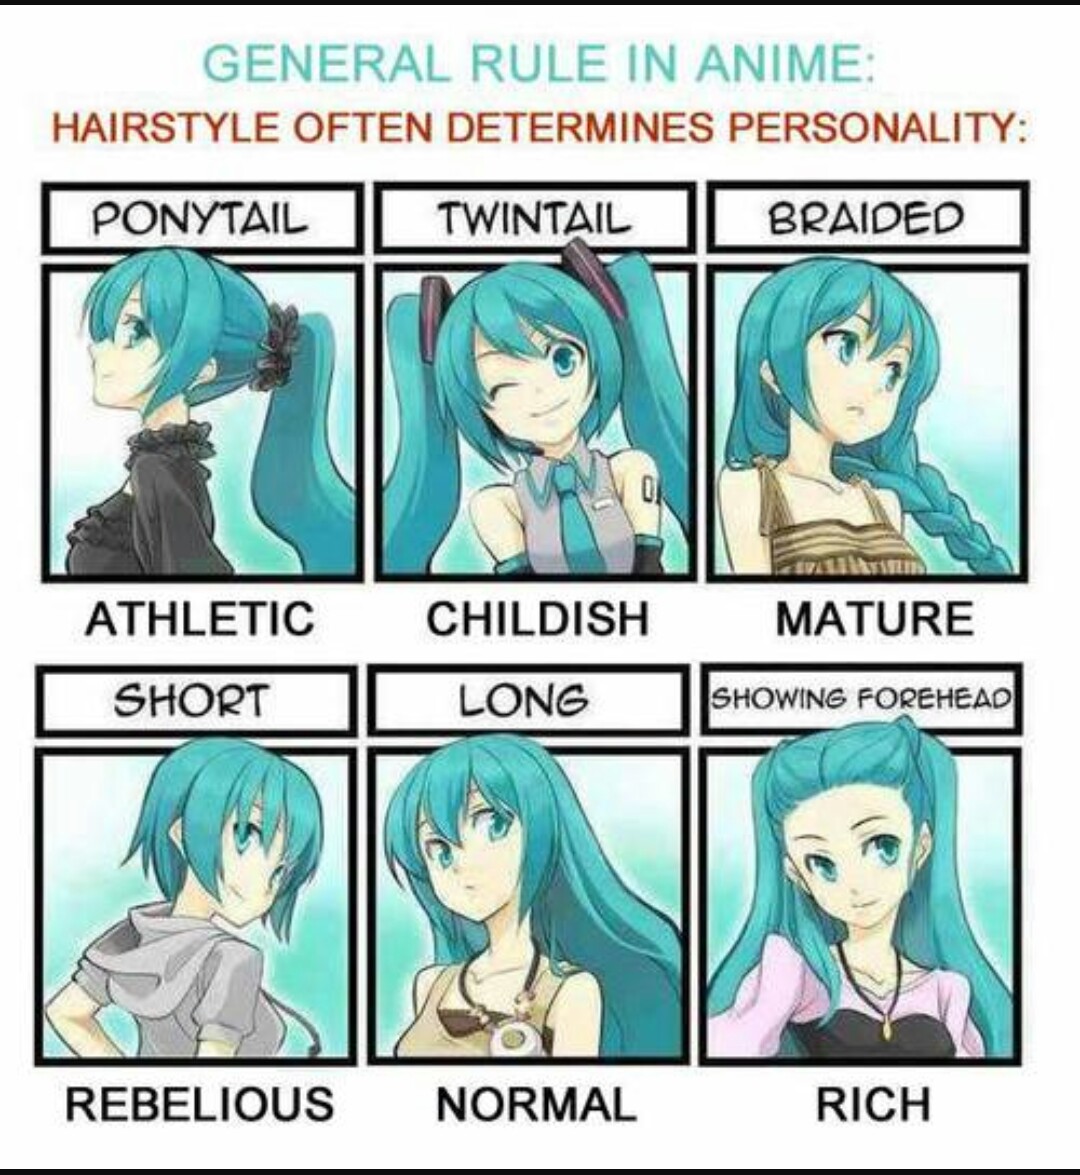 GENERAL RULE IN ANIME:
HAIRSTYLE OFTEN DETERMINES PERSONALITY:
PONYTAIL
TWINTAIL
BRAIDED
ATHLETIC
CHILDISH
MATURE
SHORT
LONG
SHOWING FOREHEAD
REBELIOUS
NORMAL
RICH